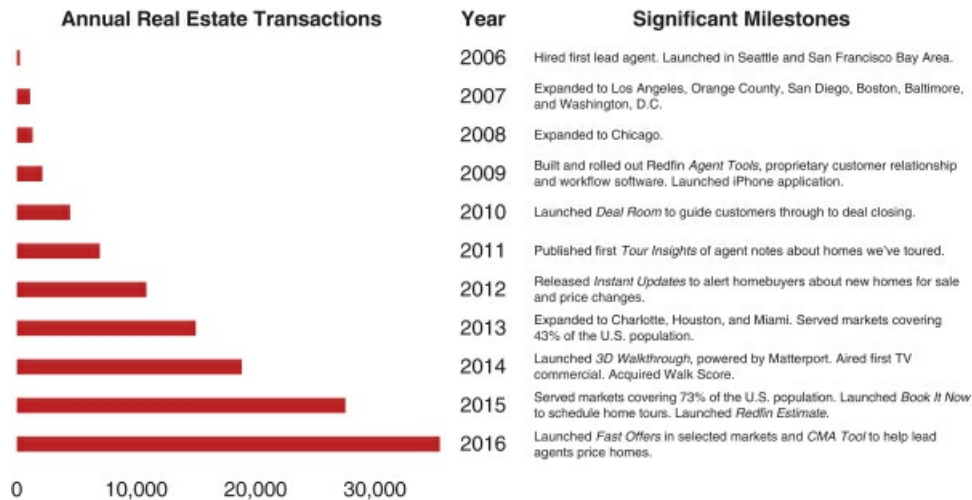 Annual Real Estate Transactions Year Significant Milestones
2006 Hired first lead agent. Launched in Seattle and San Francisco Bay Area.
2007 Expanded to Los Angeles, Orange County, San Diego, Boston, Baltimore,
and Washington, D.C.
2008 Expanded to Chicago.
2009 Built and rolled out Redfin Agent Tools, proprietary customer relationship
and workflow software. Launched iPhone application.
2010 Launched Deal Room to guide customers through to deal closing.
2011 Published first Tour Insights of agent notes about homes we've toured.
2012 Released Instant Updates to alert homebuyers about new homes for sale
and price changes.
2013 Expanded to Charlotte, Houston, and Miami. Served markets covering
43% of the U.S. population.
2014 Launched 3D Walkthrough, powered by Matterport. Aired first TV
commercial. Acquired Walk Score.
2015 Served markets covering 73% of the U.S. population. Launched Book It Now
to schedule home tours. Launched Redfin Estimate.
2016 Launched Fast Offers in selected markets and CMA Tool to help lead
agents price homes.
0 10,000 20,000 30,000